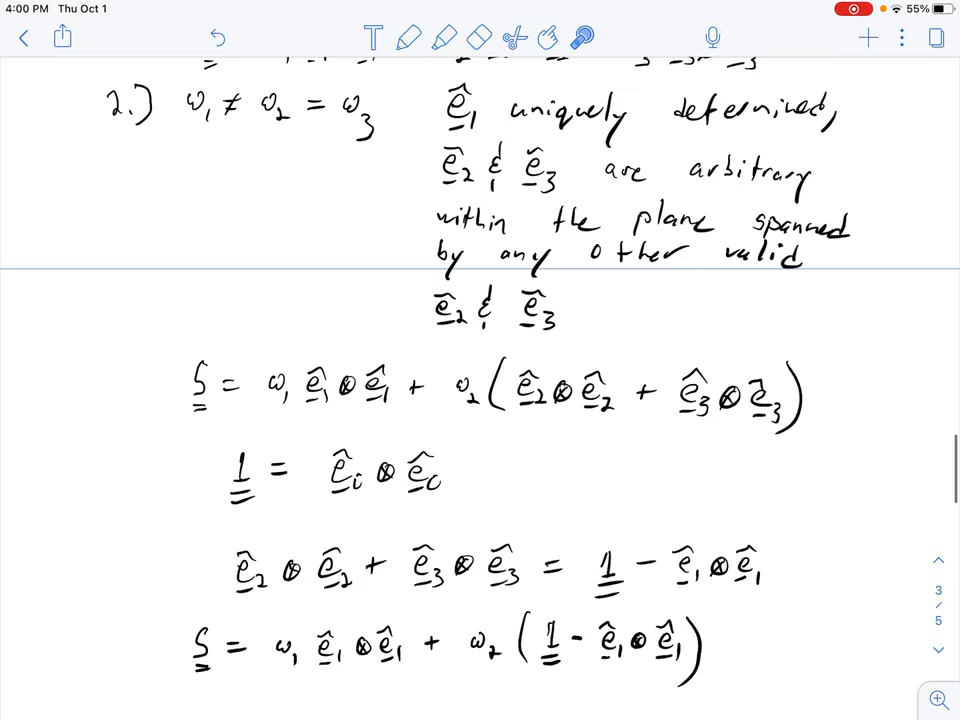 4:00 PM Thu Oct 1
55%
2.) ω₁ ≠ ω₂ = ω₃ ê₁ uniquely determined,
ê₂ & ê₃ are arbitrary
within the plane spanned
by any other valid
ê₂ & ê₃
S = ω₁ ê₁ ⊗ ê₁ + ω₂ ( ê₂ ⊗ ê₂ + ê₃ ⊗ ê₃ )
1 = êᵢ ⊗ êᵢ
ê₂ ⊗ ê₂ + ê₃ ⊗ ê₃ = 1 - ê₁ ⊗ ê₁
S = ω₁ ê₁ ⊗ ê₁ + ω₂ ( 1 - ê₁ ⊗ ê₁ )
3
/
5